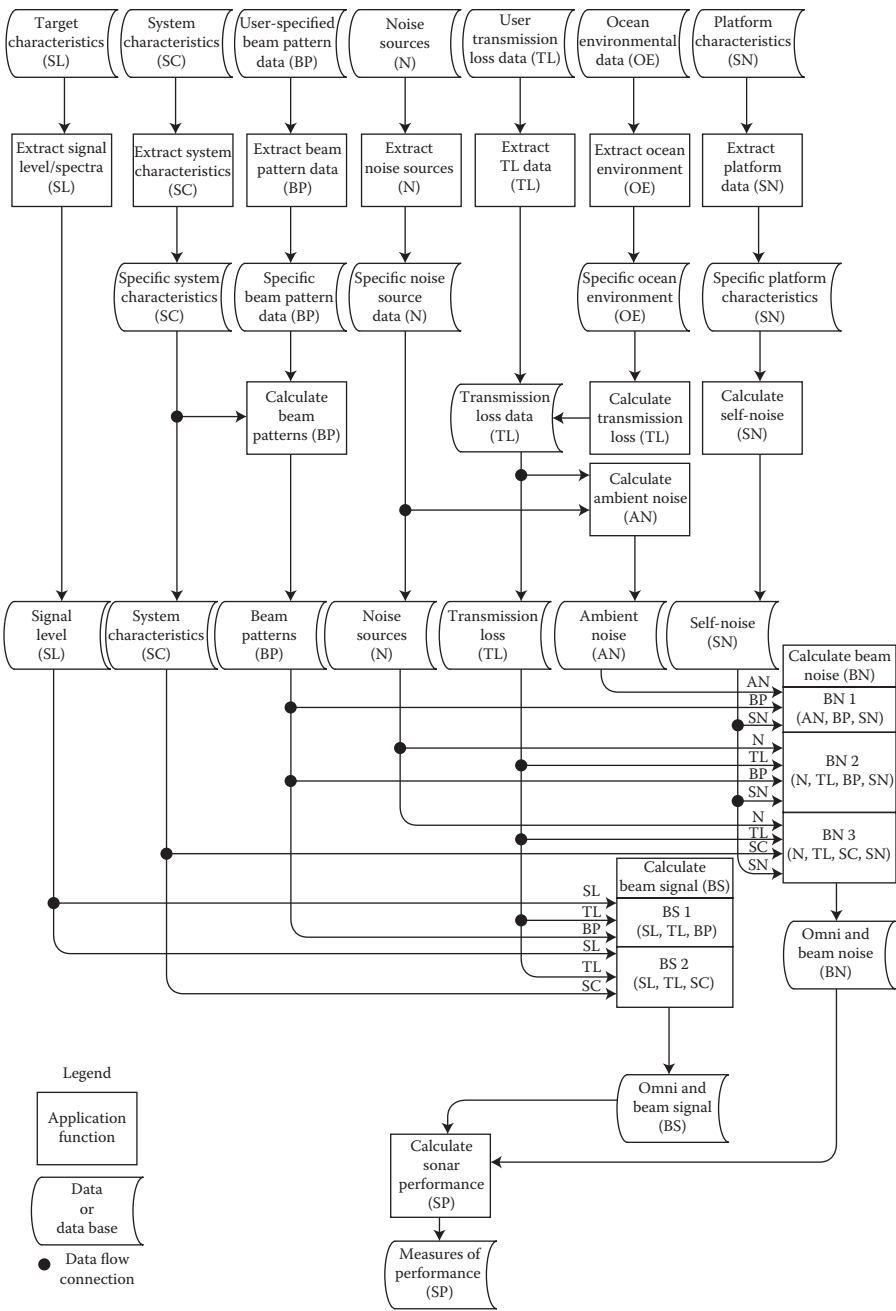 Target
characteristics
(SL)
System
characteristics
(SC)
User-specified
beam pattern
data (BP)
Noise
sources
(N)
User
transmission
loss data (TL)
Ocean
environmental
data (OE)
Platform
characteristics
(SN)
Extract signal
level/spectra
(SL)
Extract system
characteristics
(SC)
Extract beam
pattern data
(BP)
Extract
noise sources
(N)
Extract
TL data
(TL)
Extract ocean
environment
(OE)
Extract
platform
data (SN)
Specific system
characteristics
(SC)
Specific
beam pattern
data (BP)
Specific noise
source
data (N)
Specific ocean
environment
(OE)
Specific platform
characteristics
(SN)
Calculate
beam
patterns (BP)
Transmission
loss data
(TL)
Calculate
transmission
loss (TL)
Calculate
self-noise
(SN)
Calculate
ambient noise
(AN)
Signal
level
(SL)
System
characteristics
(SC)
Beam
patterns
(BP)
Noise
sources
(N)
Transmission
loss
(TL)
Ambient
noise
(AN)
Self-noise
(SN)
Calculate beam
noise (BN)
AN
BP
SN
BN 1
(AN, BP, SN)
N
TL
BP
SN
BN 2
(N, TL, BP, SN)
N
TL
SC
SN
BN 3
(N, TL, SC, SN)
Calculate
beam signal (BS)
SL
TL
BP
BS 1
(SL, TL, BP)
SL
TL
SC
BS 2
(SL, TL, SC)
Omni and
beam noise
(BN)
Omni and
beam signal
(BS)
Calculate
sonar
performance
(SP)
Measures of
performance
(SP)
Legend
Application
function
Data
or
data base
Data flow
connection